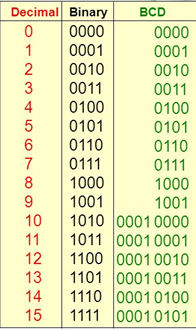 Decimal Binary BCD
0 0000 0000
1 0001 0001
2 0010 0010
3 0011 0011
4 0100 0100
5 0101 0101
6 0110 0110
7 0111 0111
8 1000 1000
9 1001 1001
10 1010 0001 0000
11 1011 0001 0001
12 1100 0001 0010
13 1101 0001 0011
14 1110 0001 0100
15 1111 0001 0101